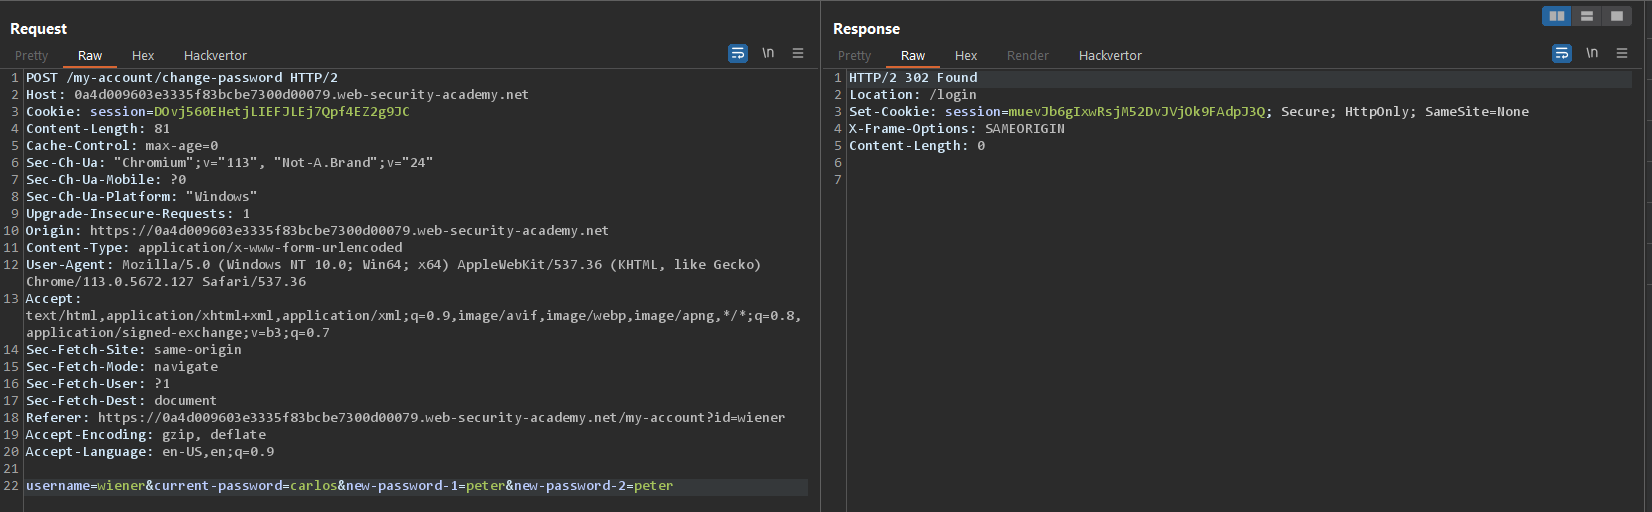 Request
Pretty Raw Hex Hackvertor \n
1 POST /my-account/change-password HTTP/2
2 Host: 0a4d009603e3335f83bcbe7300d00079.web-security-academy.net
3 Cookie: session=DOvj560EHetjLIEFJLEj7Qpf4EZ2g9JC
4 Content-Length: 81
5 Cache-Control: max-age=0
6 Sec-Ch-Ua: "Chromium";v="113", "Not-A.Brand";v="24"
7 Sec-Ch-Ua-Mobile: ?0
8 Sec-Ch-Ua-Platform: "Windows"
9 Upgrade-Insecure-Requests: 1
10 Origin: https://0a4d009603e3335f83bcbe7300d00079.web-security-academy.net
11 Content-Type: application/x-www-form-urlencoded
12 User-Agent: Mozilla/5.0 (Windows NT 10.0; Win64; x64) AppleWebKit/537.36 (KHTML, like Gecko)
Chrome/113.0.5672.127 Safari/537.36
13 Accept:
text/html,application/xhtml+xml,application/xml;q=0.9,image/avif,image/webp,image/apng,*/*;q=0.8,
application/signed-exchange;v=b3;q=0.7
14 Sec-Fetch-Site: same-origin
15 Sec-Fetch-Mode: navigate
16 Sec-Fetch-User: ?1
17 Sec-Fetch-Dest: document
18 Referer: https://0a4d009603e3335f83bcbe7300d00079.web-security-academy.net/my-account?id=wiener
19 Accept-Encoding: gzip, deflate
20 Accept-Language: en-US,en;q=0.9
21
22 username=wiener&current-password=carlos&new-password-1=peter&new-password-2=peter
Response
Pretty Raw Hex Render Hackvertor \n
1 HTTP/2 302 Found
2 Location: /login
3 Set-Cookie: session=muevJb6gIxwRsjM52DvJVjOk9FAdpJ3Q; Secure; HttpOnly; SameSite=None
4 X-Frame-Options: SAMEORIGIN
5 Content-Length: 0
6
7